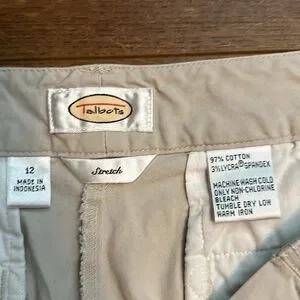 Talbots
12
MADE IN
INDONESIA
Stretch
97% COTTON
3% LYCRA® SPANDEX
MACHINE WASH COLD
ONLY NON-CHLORINE
BLEACH
TUMBLE DRY LOW
WARM IRON